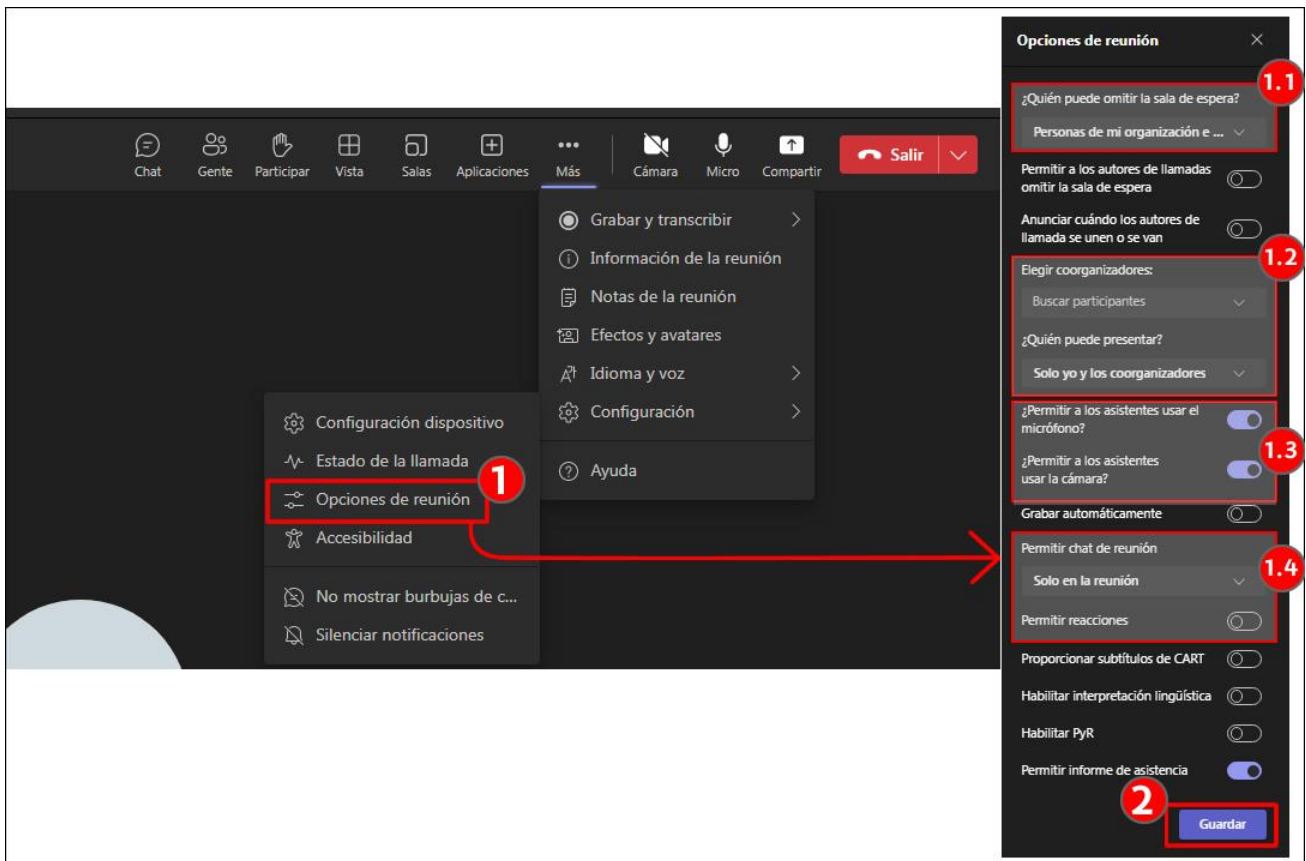 Chat
Gente
Participar
Vista
Salas
Aplicaciones
Más
Cámara
Micro
Compartir
Salir
Grabar y transcribir
Información de la reunión
Notas de la reunión
Efectos y avatares
Idioma y voz
Configuración
Ayuda
Configuración dispositivo
Estado de la llamada
Opciones de reunión
1
Accesibilidad
No mostrar burbujas de c...
Silenciar notificaciones
Opciones de reunión
1.1
¿Quién puede omitir la sala de espera?
Personas de mi organización e ...
Permitir a los autores de llamadas
omitir la sala de espera
Anunciar cuándo los autores de
llamada se unen o se van
1.2
Elegir coorganizadores:
Buscar participantes
¿Quién puede presentar?
Solo yo y los coorganizadores
¿Permitir a los asistentes usar el
micrófono?
1.3
¿Permitir a los asistentes
usar la cámara?
Grabar automáticamente
Permitir chat de reunión
1.4
Solo en la reunión
Permitir reacciones
Proporcionar subtítulos de CART
Habilitar interpretación lingüística
Habilitar PyR
Permitir informe de asistencia
2
Guardar